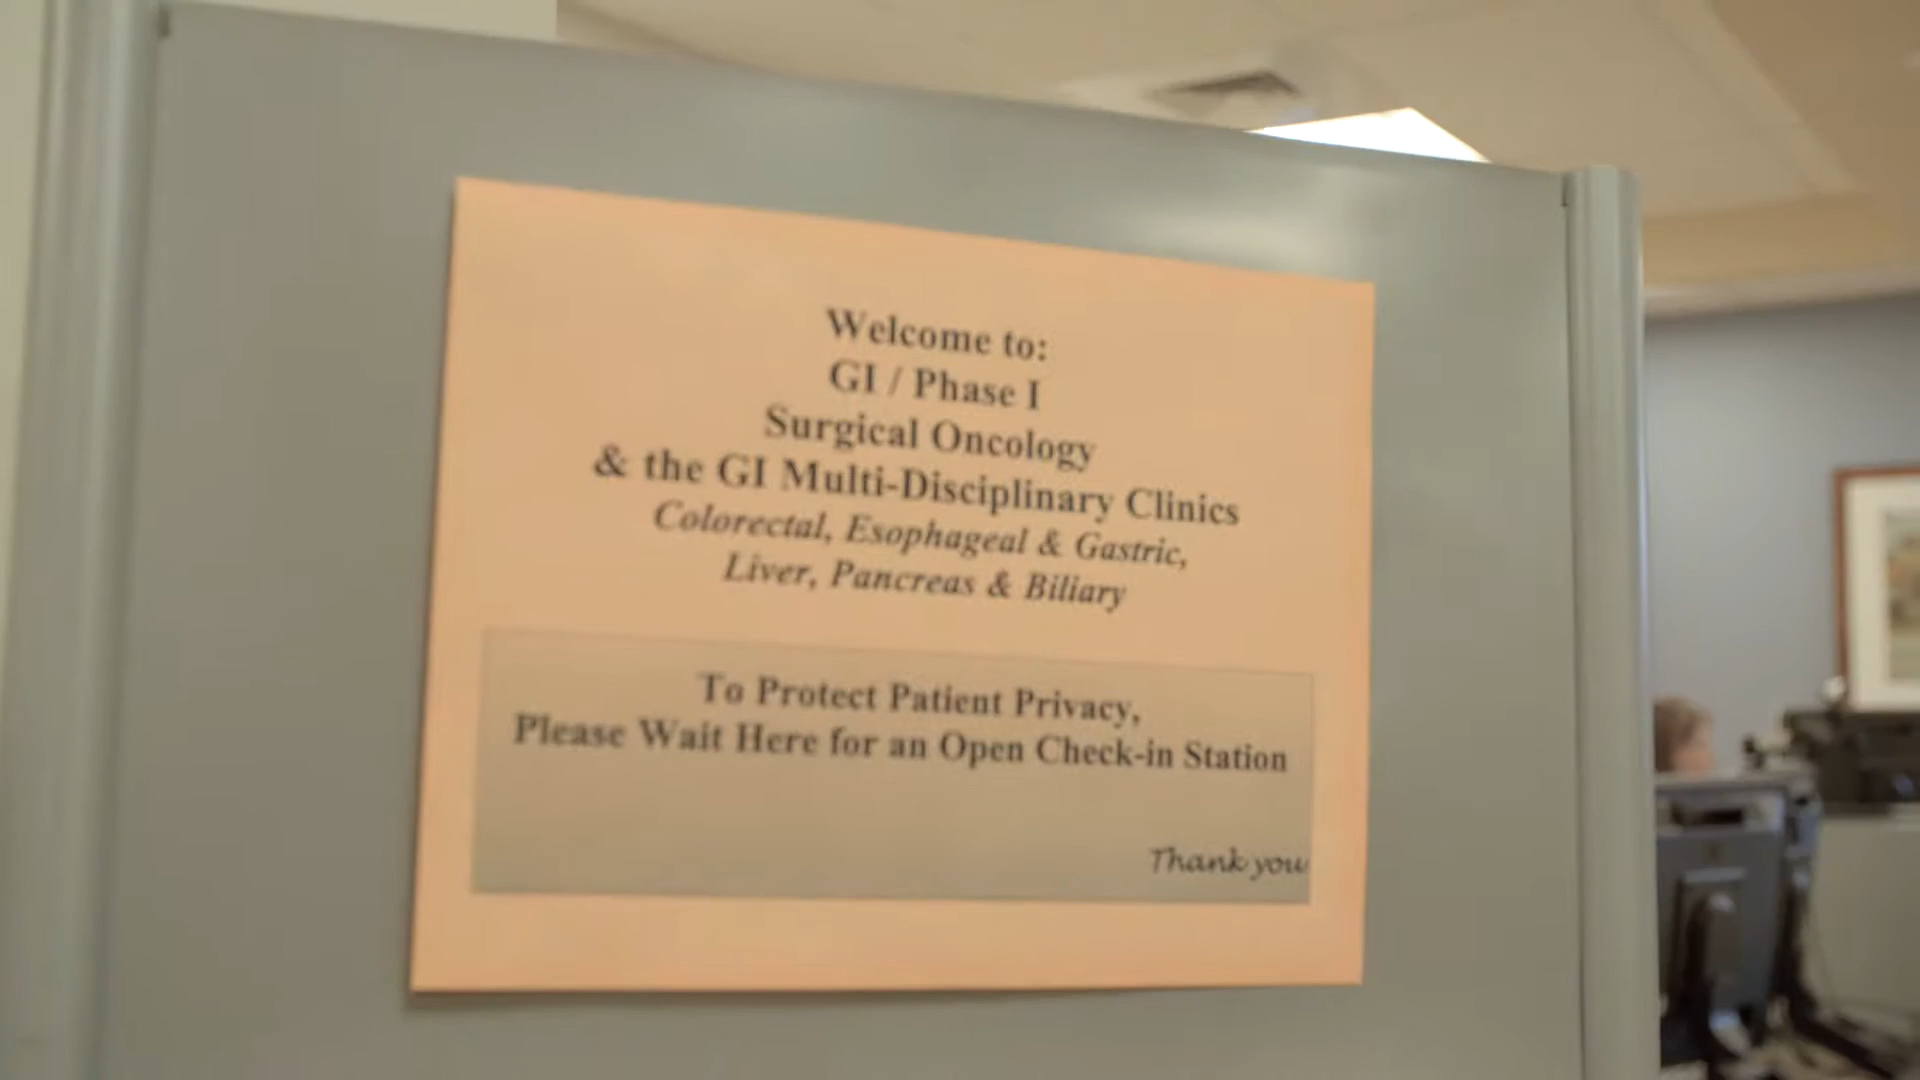 Welcome to:
GI / Phase I
Surgical Oncology
& the GI Multi-Disciplinary Clinics
Colorectal, Esophageal & Gastric,
Liver, Pancreas & Biliary
To Protect Patient Privacy,
Please Wait Here for an Open Check-in Station
Thank you